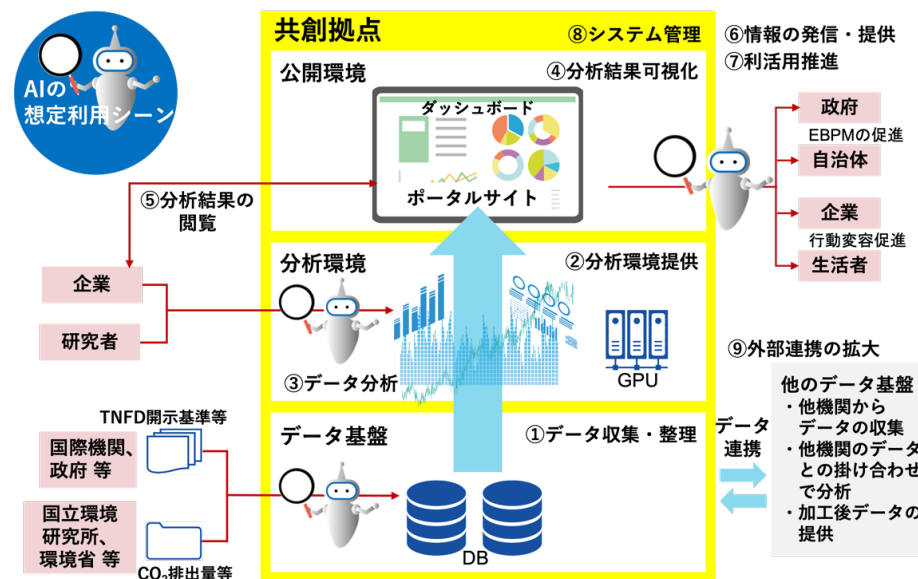 AIの
想定利用シーン
共創拠点
⑧システム管理
公開環境
④分析結果可視化
ダッシュボード
ポータルサイト
⑤分析結果の
閲覧
企業
研究者
分析環境
②分析環境提供
③データ分析
GPU
TNFD開示基準等
国際機関、
政府 等
国立環境
研究所、
環境省 等
CO₂排出量等
データ基盤
①データ収集・整理
DB
⑥情報の発信・提供
⑦利活用推進
政府
EBPMの促進
自治体
企業
行動変容促進
生活者
⑨外部連携の拡大
データ
連携
他のデータ基盤
・他機関から
データの収集
・他機関のデータ
との掛け合わせ
で分析
・加工後データの
提供